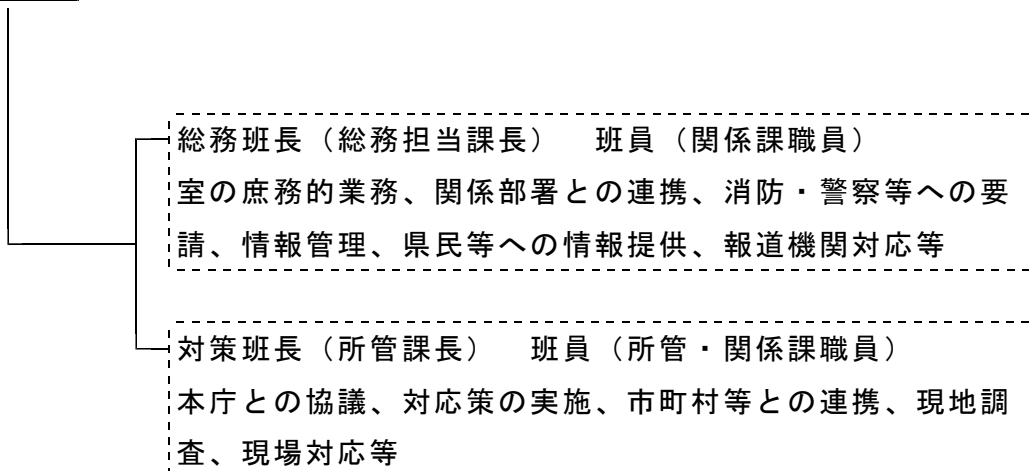 総務班長（総務担当課長）　班員（関係課職員）
室の庶務的業務、関係部署との連携、消防・警察等への要
請、情報管理、県民等への情報提供、報道機関対応等
対策班長（所管課長）　班員（所管・関係課職員）
本庁との協議、対応策の実施、市町村等との連携、現地調
査、現場対応等